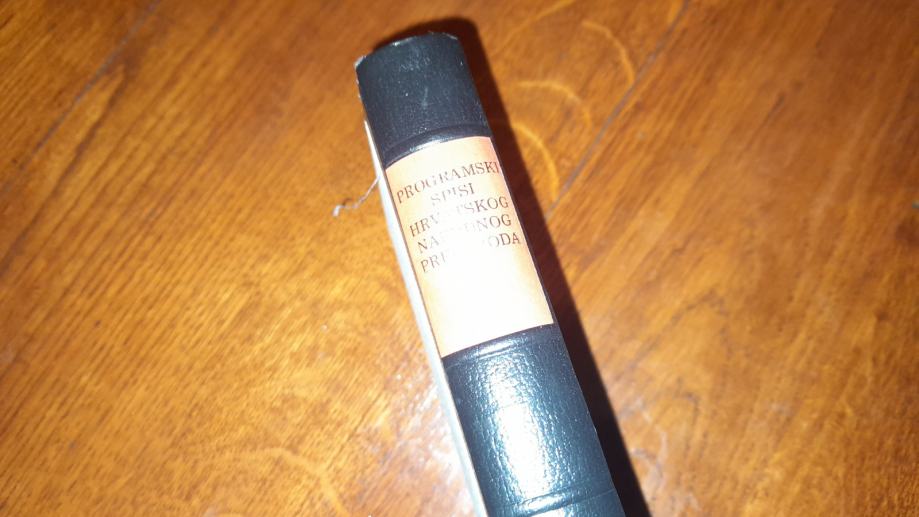 PROGRAMSKI
SPISI
HRVATSKOG
NARODNOG
PREPORODA